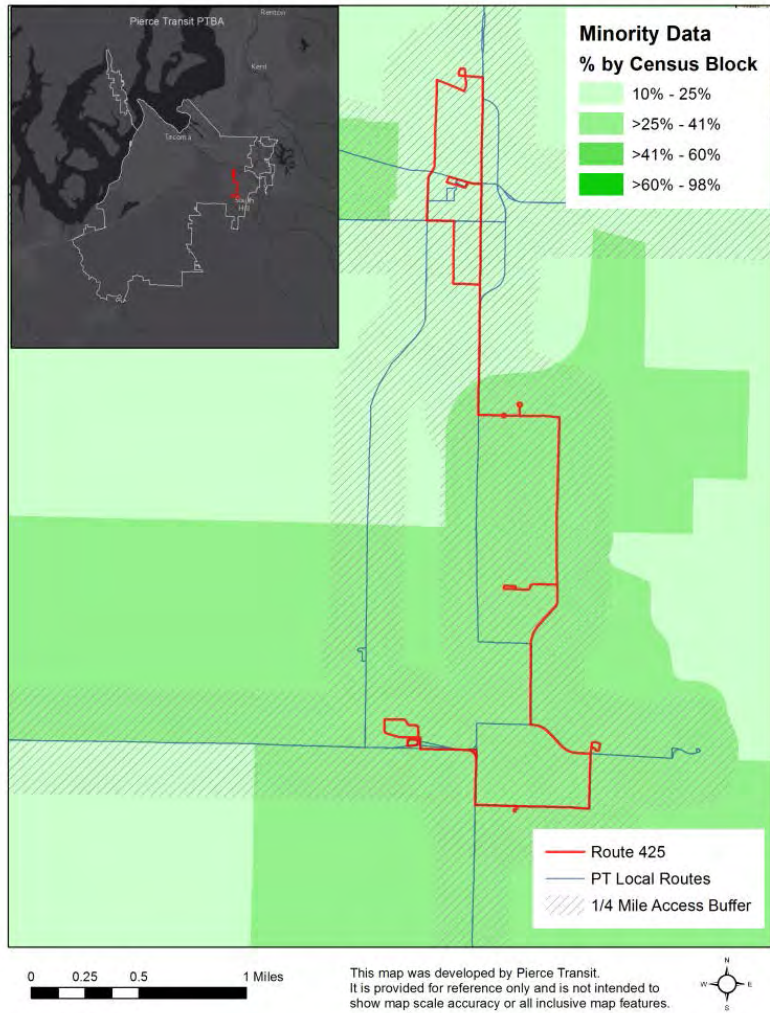 Pierce Transit PTBA
Renton
Kent
Tacoma
South
Hill
Minority Data
% by Census Block
10% - 25%
>25% - 41%
>41% - 60%
>60% - 98%
Route 425
PT Local Routes
1/4 Mile Access Buffer
0 0.25 0.5 1 Miles
This map was developed by Pierce Transit.
It is provided for reference only and is not intended to
show map scale accuracy or all inclusive map features.
N
W E
S